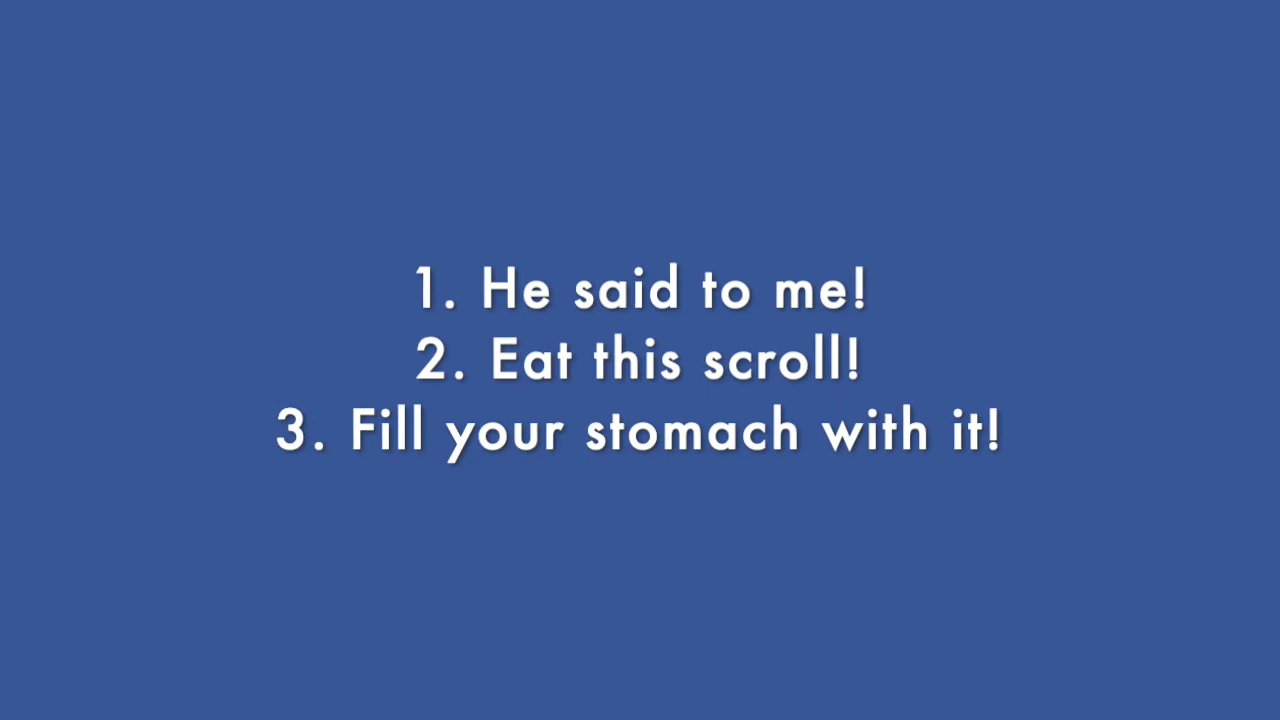 1. He said to me!
2. Eat this scroll!
3. Fill your stomach with it!